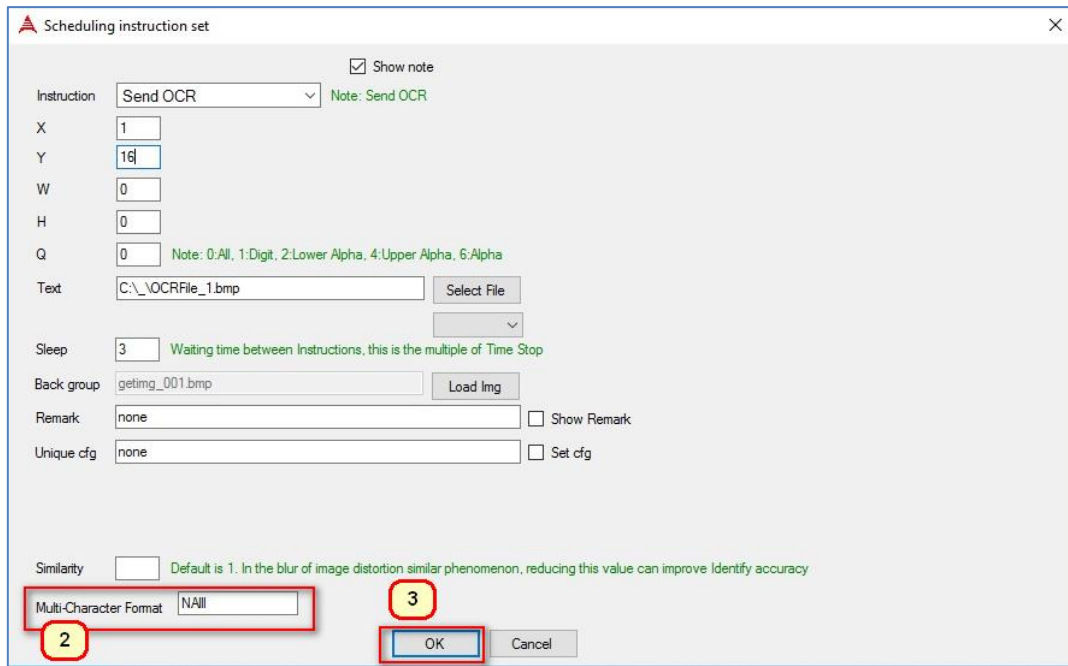 Scheduling instruction set
Show note
Instruction Send OCR Note: Send OCR
X 1
Y 16
W 0
H 0
Q 0 Note: 0:All, 1:Digit, 2:Lower Alpha, 4:Upper Alpha, 6:Alpha
Text C:\_\OCRFile_1.bmp Select File
Sleep 3 Waiting time between Instructions, this is the multiple of Time Stop
Back group getimg_001.bmp Load Img
Remark none Show Remark
Unique cfg none Set cfg
Similarity Default is 1. In the blur of image distortion similar phenomenon, reducing this value can improve Identify accuracy
Multi-Character Format NAlll
2
3
OK Cancel